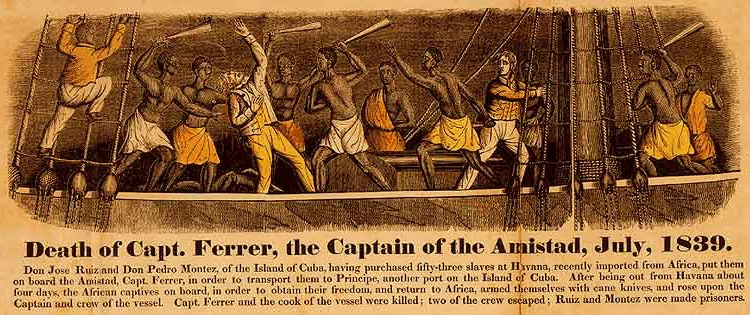 Death of Capt. Ferrer, the Captain of the Amistad, July, 1839.
Don Jose Ruiz and Don Pedro Montez, of the Island of Cuba, having purchased fifty-three slaves at Havana, recently imported from Africa, put them
on board the Amistad, Capt. Ferrer, in order to transport them to Principe, another port on the Island of Cuba. After being out from Havana about
four days, the African captives on board, in order to obtain their freedom, and return to Africa, armed themselves with cane knives, and rose upon the
Captain and crew of the vessel. Capt. Ferrer and the cook of the vessel were killed; two of the crew escaped; Ruiz and Montez were made prisoners.